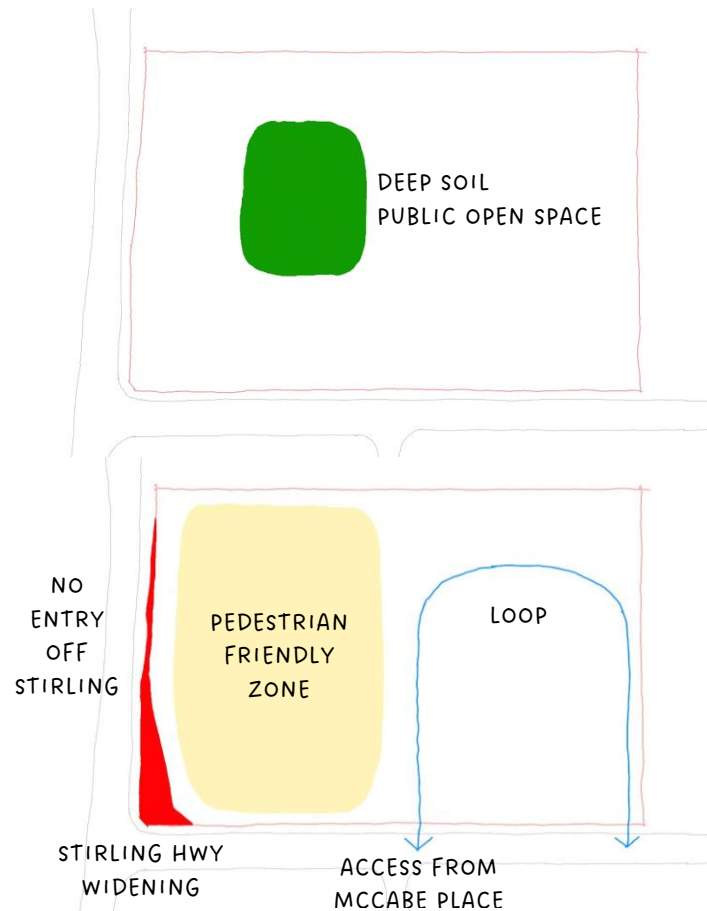 DEEP SOIL
PUBLIC OPEN SPACE
NO
ENTRY
OFF
STIRLING
PEDESTRIAN
FRIENDLY
ZONE
LOOP
STIRLING HWY
WIDENING
ACCESS FROM
MCCABE PLACE